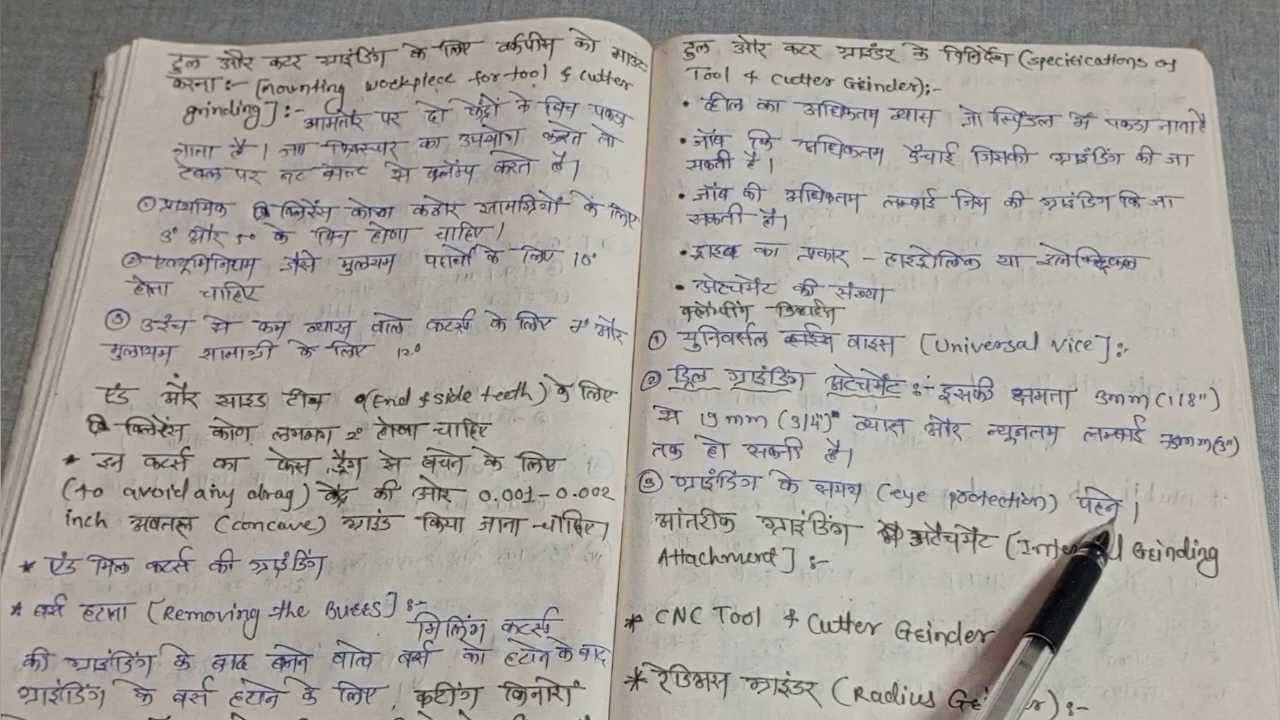 टुल और कटर ग्राइंडिंग के लिए वर्कपीस को माउंट
करना :- [mounting workpiece for tool & cutter
grinding] :- आमतौर पर दो केंद्रों के बिच पकड़ा
जाता है। जब फिक्स्चर का उपयोग करते तो
टेबल पर नट बोल्ट से क्लेम्प करते है।
① प्राथमिक क्लिरेंस कोण कठोर सामग्रियों के लिए
3° और 5° के बिच होना चाहिए।
② एल्यूमिनियम जैसे मुलायम पदार्थो के लिए 10°
होना चाहिए
③ 3 इंच से कम व्यास वाले कटर्स के लिए 7° और
मुलायम सामाग्री के लिए 12°
एंड और साइड टीथ (End & side teeth) के लिए
क्लिरेंस कोण लगभग 2° होना चाहिए
* इन कटर्स का फेस ड्रैग से बचने के लिए
(to avoid any drag) केंद्र की ओर 0.001-0.002
inch अवतल (concave) ग्राउंड किया जाना चाहिए।
* एंड मिल कटर्स की ग्राइंडिंग
* बर्स हटाना [Removing the Burrs] :-
मिलिंग कटर्स
की ग्राइंडिंग के बाद बनने वाले बर्स को हटाने के बाद
ग्राइंडिंग के बर्स हटाने के लिए, कटींग किनारों
टुल और कटर ग्राइंडर के विनिर्देश (specifications of
Tool & Cutter Grinder) :-
• व्हील का अधिकतम व्यास जो स्पिंडल में पकडा जाता है
• जॉब कि अधिकतम ऊँचाई जिसकी ग्राइंडिंग की जा
सकती है।
• जॉब की अधिकतम लम्बाई जिस की ग्राइंडिंग कि जा
सकती है।
• ड्राइव का प्रकार - हाइड्रोलिक या इलेक्ट्रिकल
• अटेचमेंट की संख्या
क्लेम्पींग डिवाईस
① युनिवर्सल वाइस [Universal vice] :-
② ड्रिल ग्राइंडिंग अटेचमेंट :- इसकी क्षमता 3mm (1/8")
से 19mm (3/4") व्यास और न्यूनतम लम्बाई (3")
तक हो सकती है।
③ ग्राइंडिंग के समय (eye protection) पहने।
आंतरीक ग्राइंडिंग अटैचमेंट [Internal Grinding
Attachment] :-
* CNC Tool & Cutter Grinder
* रेडिअस ग्राइंडर (Radius Grinder) :-